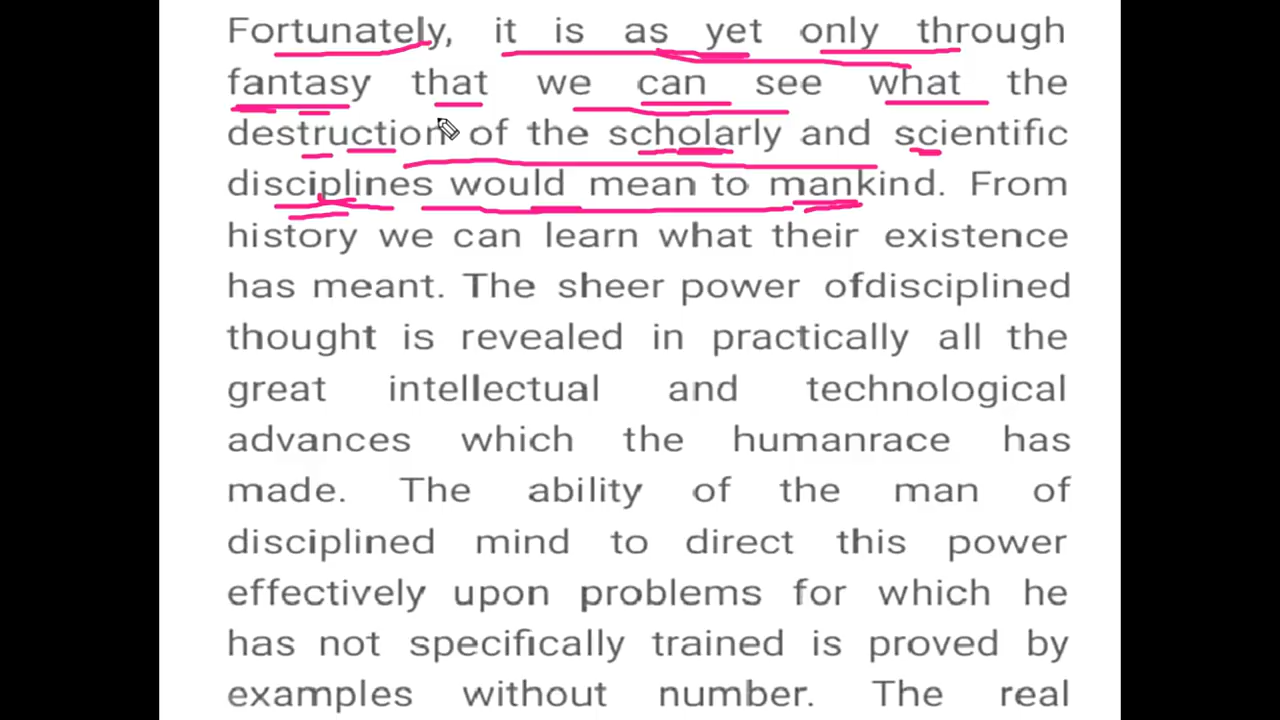 Fortunately, it is as yet only through
fantasy that we can see what the
destruction of the scholarly and scientific
disciplines would mean to mankind. From
history we can learn what their existence
has meant. The sheer power ofdisciplined
thought is revealed in practically all the
great intellectual and technological
advances which the humanrace has
made. The ability of the man of
disciplined mind to direct this power
effectively upon problems for which he
has not specifically trained is proved by
examples without number. The real